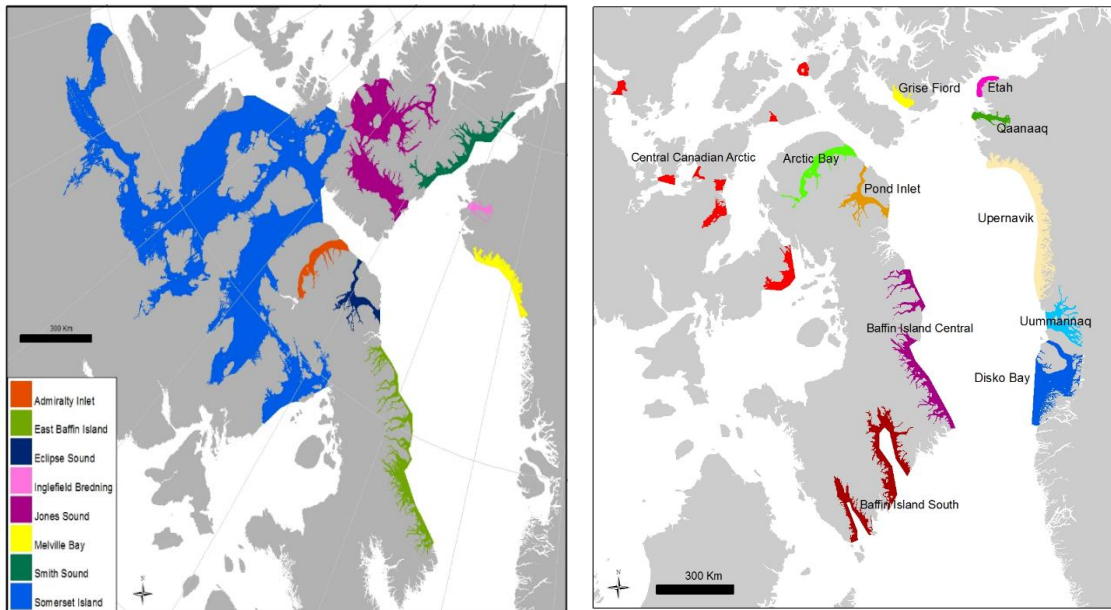 300 Km
N
Admiralty Inlet
East Baffin Island
Eclipse Sound
Inglefield Bredning
Jones Sound
Melville Bay
Smith Sound
Somerset Island
Grise Fiord
Etah
Qaanaaq
Central Canadian Arctic
Arctic Bay
Pond Inlet
Upernavik
Baffin Island Central
Uummannaq
Disko Bay
Baffin Island South
N
300 Km